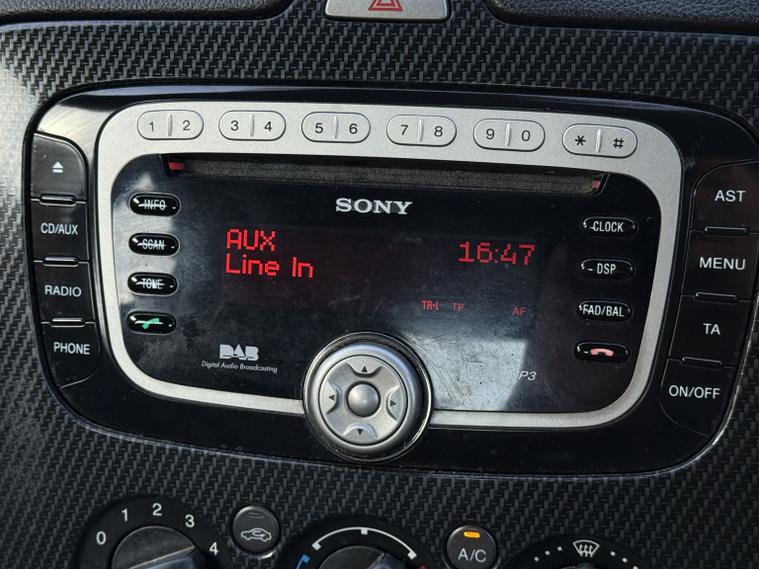 1 2 3 4 5 6 7 8 9 0 * #
SONY
INFO
SCAN
TONE
CLOCK
DSP
FAD/BAL
AUX 16:47
Line In
TP AF
CD/AUX
RADIO
PHONE
AST
MENU
TA
ON/OFF
DAB
Digital Audio Broadcasting
0 1 2 3 4
A/C